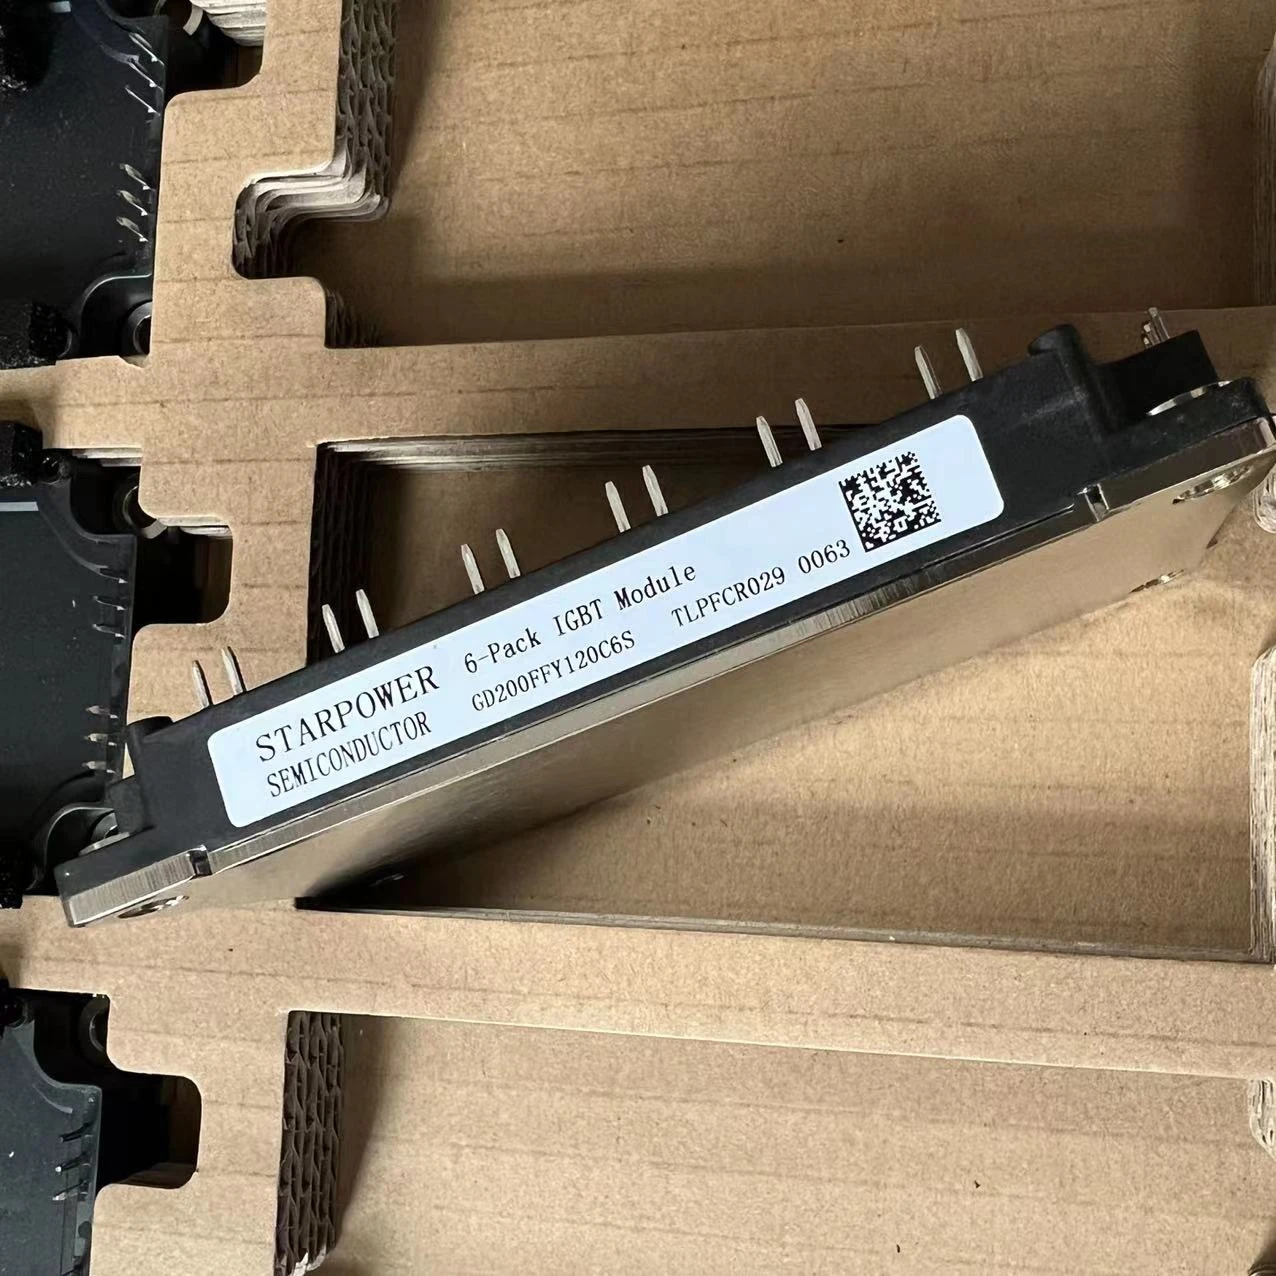 STARPOWER
SEMICONDUCTOR
6-Pack IGBT Module
GD200FFY120C6S TLPFCR029 0063